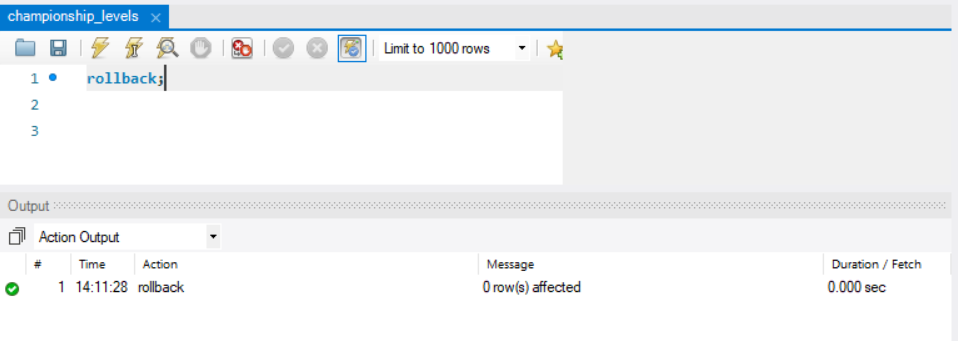 championship_levels
Limit to 1000 rows
1 rollback;
2
3
Output
Action Output
# Time Action Message Duration / Fetch
1 14:11:28 rollback 0 row(s) affected 0.000 sec